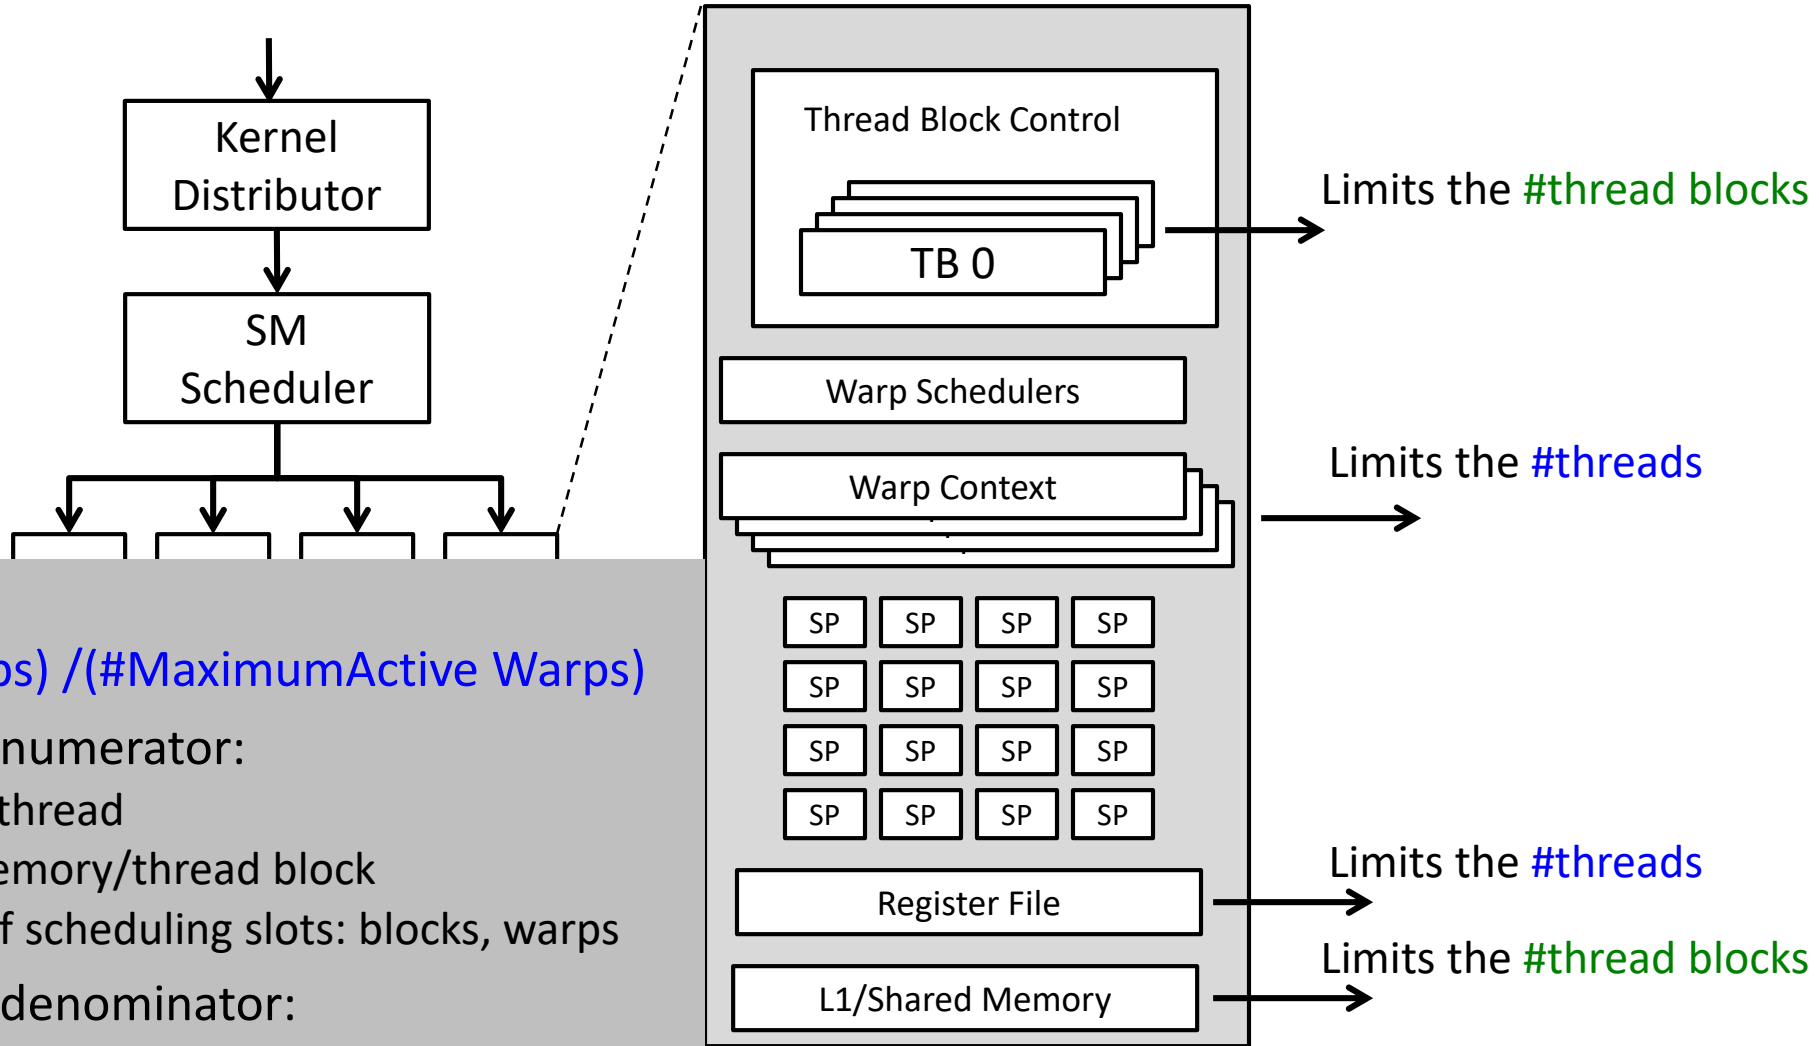 Kernel
Distributor
SM
Scheduler
/(#MaximumActive Warps)
numerator:
thread
/thread block
scheduling slots: blocks, warps
denominator:
Thread Block Control
TB 0
Warp Schedulers
Warp Context
SP SP SP SP
SP SP SP SP
SP SP SP SP
SP SP SP SP
Register File
L1/Shared Memory
Limits the #thread blocks
Limits the #threads
Limits the #threads
Limits the #thread blocks